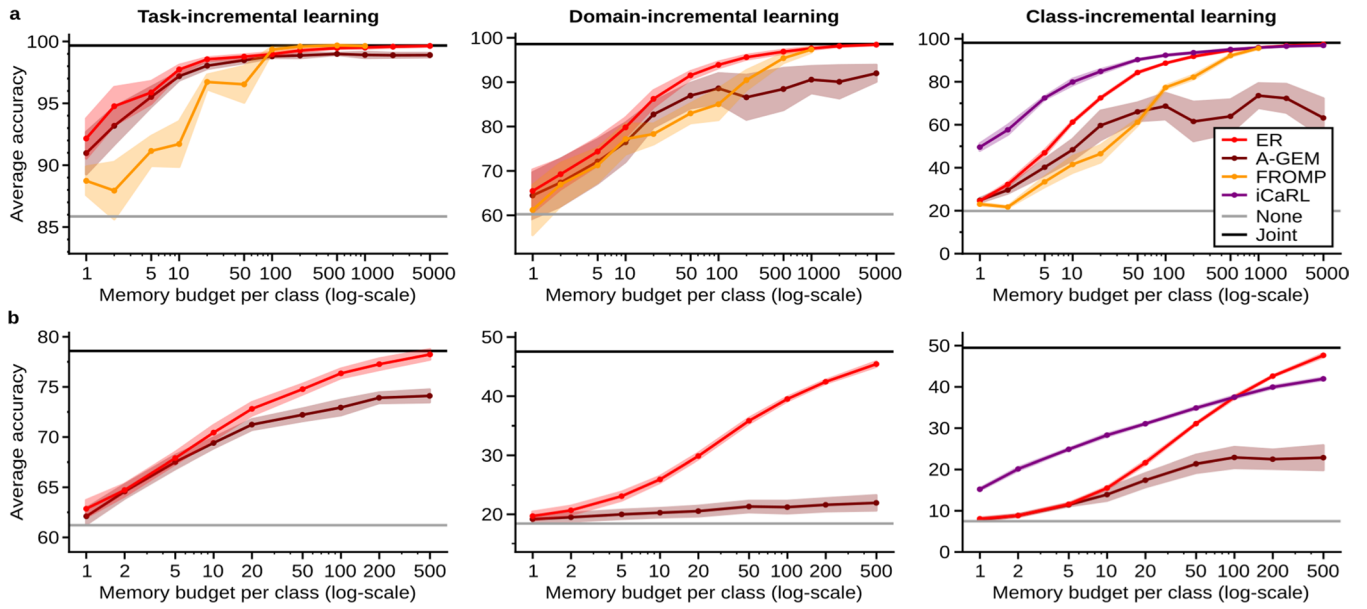 a
Task-incremental learning
Domain-incremental learning
Class-incremental learning
Average accuracy
100
95
90
85
1 5 10 50 100 500 1000 5000
Memory budget per class (log-scale)
100
90
80
70
60
1 5 10 50 100 500 1000 5000
Memory budget per class (log-scale)
100
80
60
40
20
0
ER
A-GEM
FROMP
iCaRL
None
Joint
1 5 10 50 100 500 1000 5000
Memory budget per class (log-scale)
b
Average accuracy
80
75
70
65
60
1 2 5 10 20 50 100 200 500
Memory budget per class (log-scale)
50
40
30
20
1 2 5 10 20 50 100 200 500
Memory budget per class (log-scale)
50
40
30
20
10
0
1 2 5 10 20 50 100 200 500
Memory budget per class (log-scale)